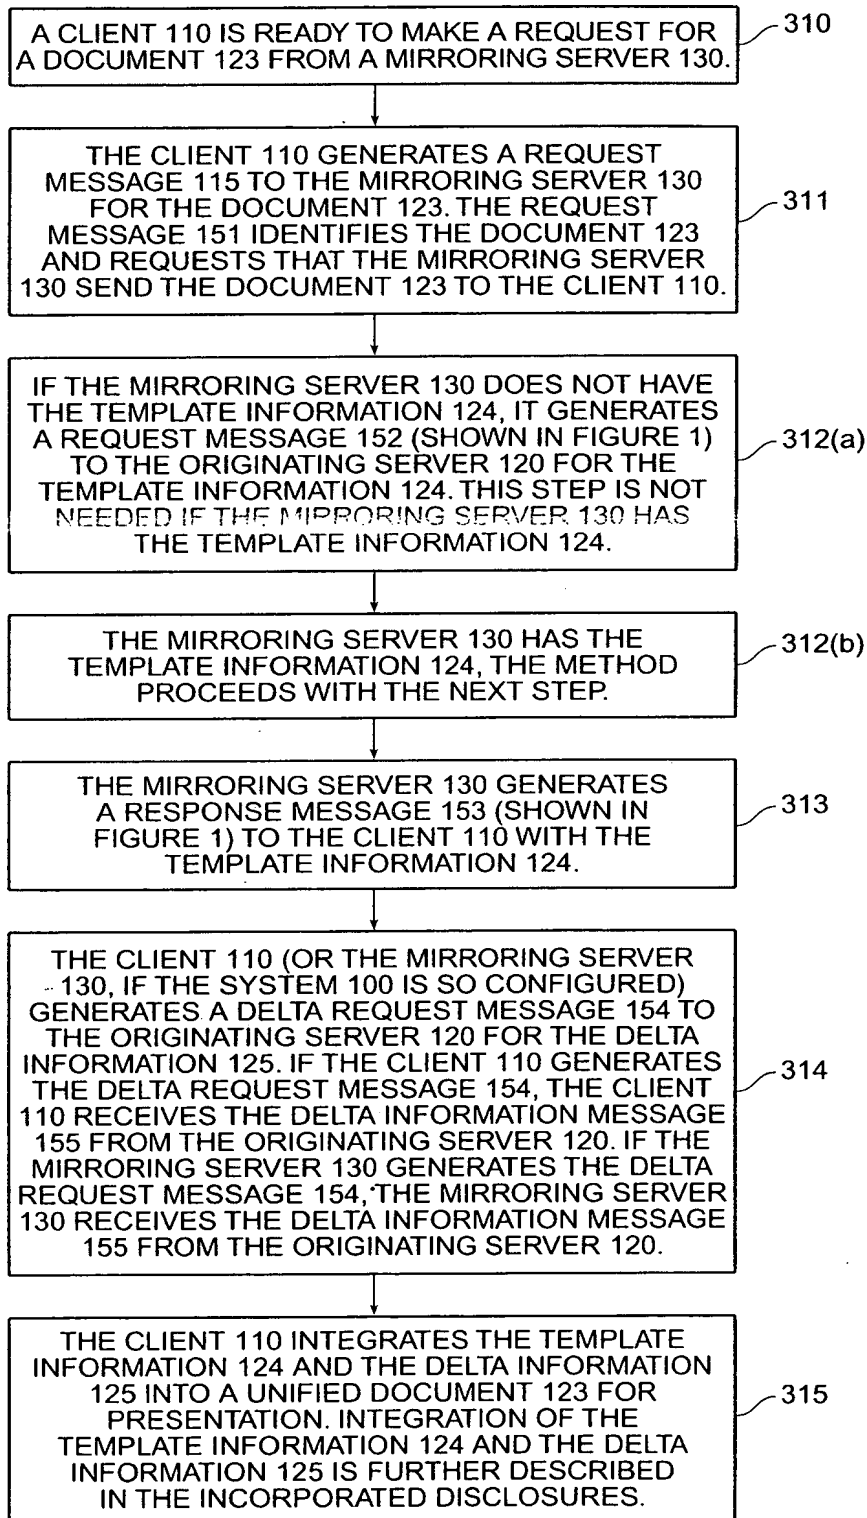 A CLIENT 110 IS READY TO MAKE A REQUEST FOR
A DOCUMENT 123 FROM A MIRRORING SERVER 130.
310
THE CLIENT 110 GENERATES A REQUEST
MESSAGE 115 TO THE MIRRORING SERVER 130
FOR THE DOCUMENT 123. THE REQUEST
MESSAGE 151 IDENTIFIES THE DOCUMENT 123
AND REQUESTS THAT THE MIRRORING SERVER
130 SEND THE DOCUMENT 123 TO THE CLIENT 110.
311
IF THE MIRRORING SERVER 130 DOES NOT HAVE
THE TEMPLATE INFORMATION 124, IT GENERATES
A REQUEST MESSAGE 152 (SHOWN IN FIGURE 1)
TO THE ORIGINATING SERVER 120 FOR THE
TEMPLATE INFORMATION 124. THIS STEP IS NOT
NEEDED IF THE MIRRORING SERVER 130 HAS
THE TEMPLATE INFORMATION 124.
312(a)
THE MIRRORING SERVER 130 HAS THE
TEMPLATE INFORMATION 124, THE METHOD
PROCEEDS WITH THE NEXT STEP.
312(b)
THE MIRRORING SERVER 130 GENERATES
A RESPONSE MESSAGE 153 (SHOWN IN
FIGURE 1) TO THE CLIENT 110 WITH THE
TEMPLATE INFORMATION 124.
313
THE CLIENT 110 (OR THE MIRRORING SERVER
130, IF THE SYSTEM 100 IS SO CONFIGURED)
GENERATES A DELTA REQUEST MESSAGE 154 TO
THE ORIGINATING SERVER 120 FOR THE DELTA
INFORMATION 125. IF THE CLIENT 110 GENERATES
THE DELTA REQUEST MESSAGE 154, THE CLIENT
110 RECEIVES THE DELTA INFORMATION MESSAGE
155 FROM THE ORIGINATING SERVER 120. IF THE
MIRRORING SERVER 130 GENERATES THE DELTA
REQUEST MESSAGE 154, THE MIRRORING SERVER
130 RECEIVES THE DELTA INFORMATION MESSAGE
155 FROM THE ORIGINATING SERVER 120.
314
THE CLIENT 110 INTEGRATES THE TEMPLATE
INFORMATION 124 AND THE DELTA INFORMATION
125 INTO A UNIFIED DOCUMENT 123 FOR
PRESENTATION. INTEGRATION OF THE
TEMPLATE INFORMATION 124 AND THE DELTA
INFORMATION 125 IS FURTHER DESCRIBED
IN THE INCORPORATED DISCLOSURES.
315